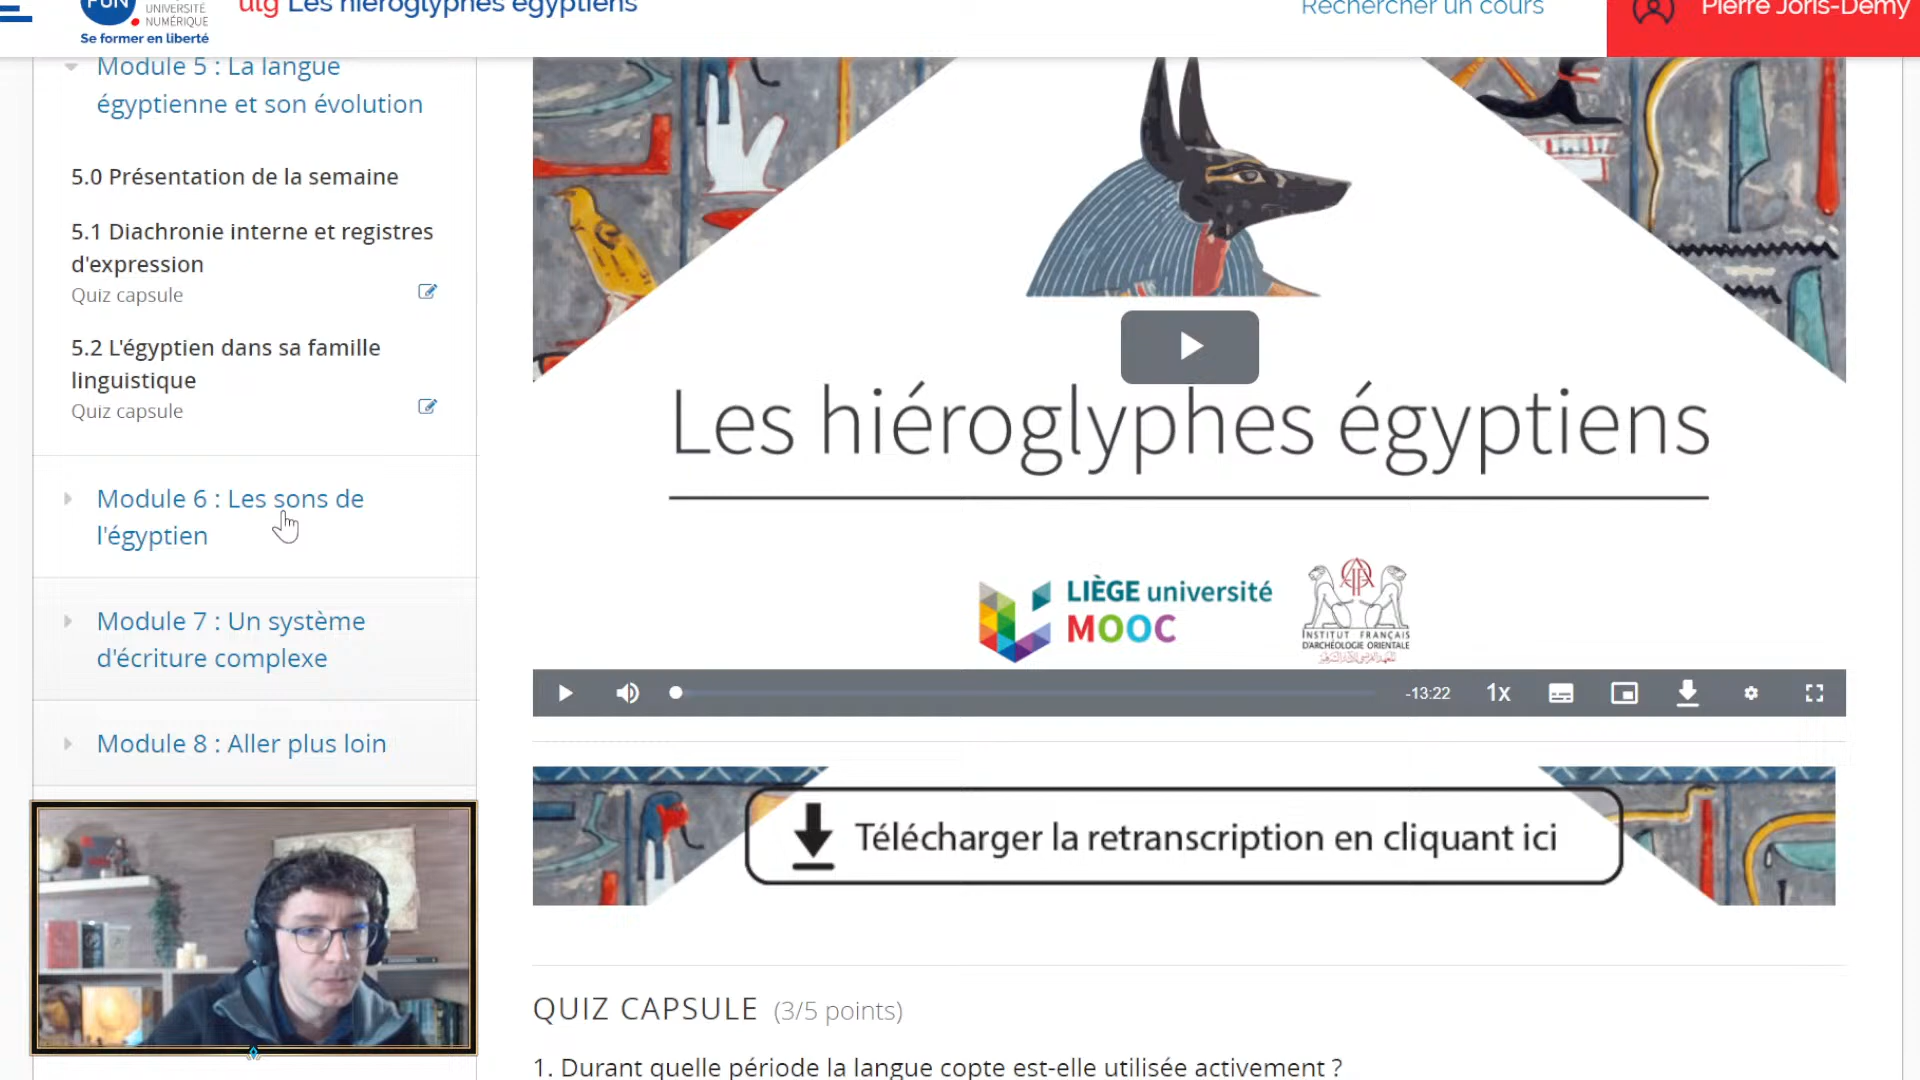 FUN
UNIVERSITÉ
NUMÉRIQUE
Se former en liberté
ulg Les hiéroglyphes égyptiens
Rechercher un cours
Pierre Joris-Demy
Module 5 : La langue
égyptienne et son évolution
5.0 Présentation de la semaine
5.1 Diachronie interne et registres
d'expression
Quiz capsule
5.2 L'égyptien dans sa famille
linguistique
Quiz capsule
Module 6 : Les sons de
l'égyptien
Module 7 : Un système
d'écriture complexe
Module 8 : Aller plus loin
Les hiéroglyphes égyptiens
LIÈGE université
MOOC
INSTITUT FRANÇAIS
D'ARCHÉOLOGIE ORIENTALE
-13:22
1x
Télécharger la retranscription en cliquant ici
QUIZ CAPSULE (3/5 points)
1. Durant quelle période la langue copte est-elle utilisée activement ?